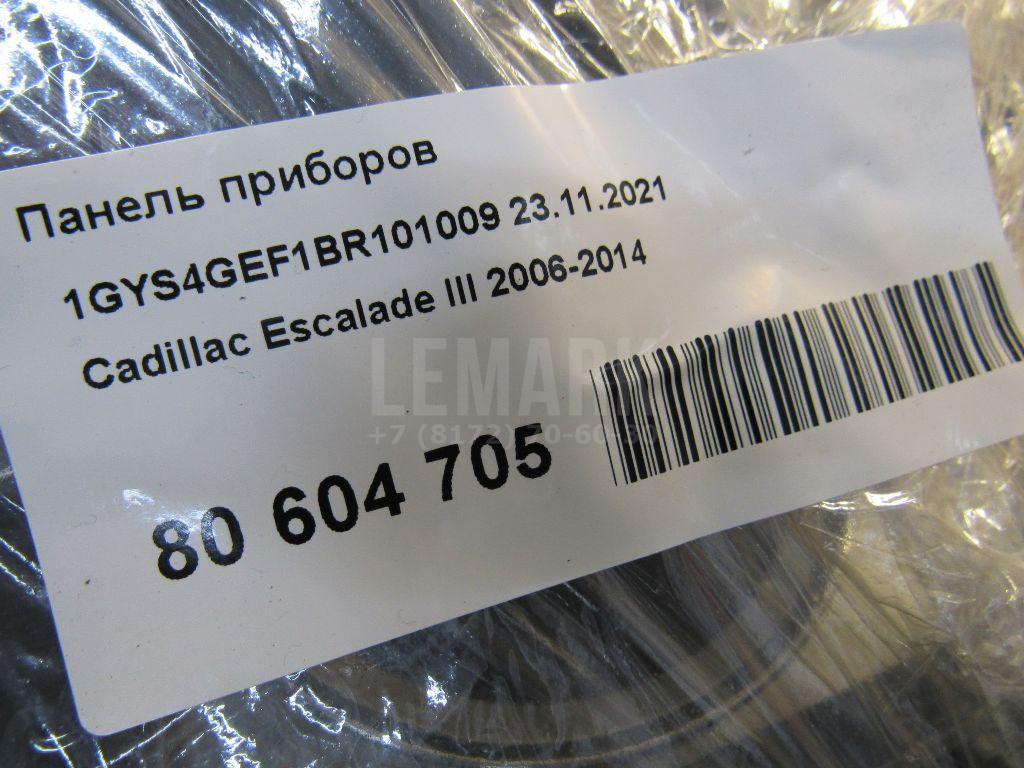 Панель приборов
1GYS4GEF1BR101009 23.11.2021
Cadillac Escalade III 2006-2014
LEMARK
80 604 705